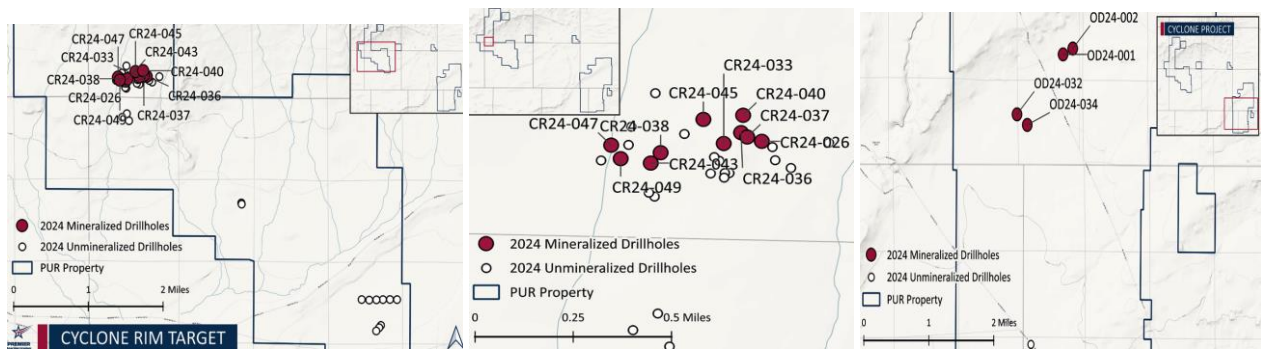 CR24-045
CR24-047
CR24-043
CR24-033
CR24-040
CR24-038
CR24-026
CR24-036
CR24-049
CR24-037
2024 Mineralized Drillholes
2024 Unmineralized Drillholes
PUR Property
0 1 2 Miles
PREMIER
CYCLONE RIM TARGET
CR24-033
CR24-045
CR24-040
CR24-047
CR24-038
CR24-037
CR24-026
CR24-043
CR24-036
CR24-049
2024 Mineralized Drillholes
2024 Unmineralized Drillholes
PUR Property
0 0.25 0.5 Miles
OD24-002
CYCLONE PROJECT
OD24-001
OD24-032
OD24-034
2024 Mineralized Drillholes
2024 Unmineralized Drillholes
PUR Property
0 1 2 Miles